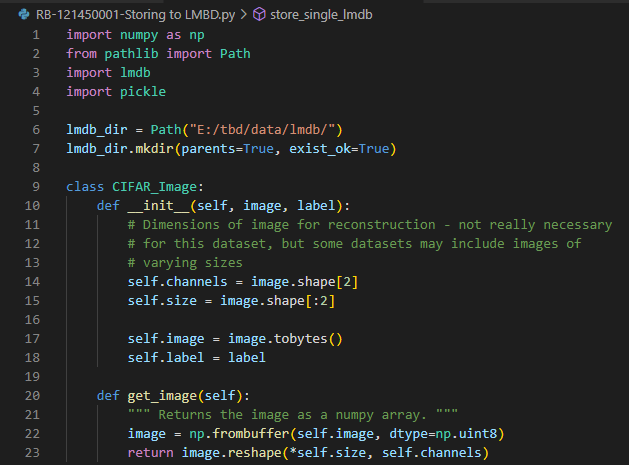 RB-121450001-Storing to LMBD.py > store_single_lmdb
1 import numpy as np
2 from pathlib import Path
3 import lmdb
4 import pickle
5
6 lmdb_dir = Path("E:/tbd/data/lmdb/")
7 lmdb_dir.mkdir(parents=True, exist_ok=True)
8
9 class CIFAR_Image:
10     def __init__(self, image, label):
11         # Dimensions of image for reconstruction - not really necessary
12         # for this dataset, but some datasets may include images of
13         # varying sizes
14         self.channels = image.shape[2]
15         self.size = image.shape[:2]
16
17         self.image = image.tobytes()
18         self.label = label
19
20     def get_image(self):
21         """ Returns the image as a numpy array. """
22         image = np.frombuffer(self.image, dtype=np.uint8)
23         return image.reshape(*self.size, self.channels)